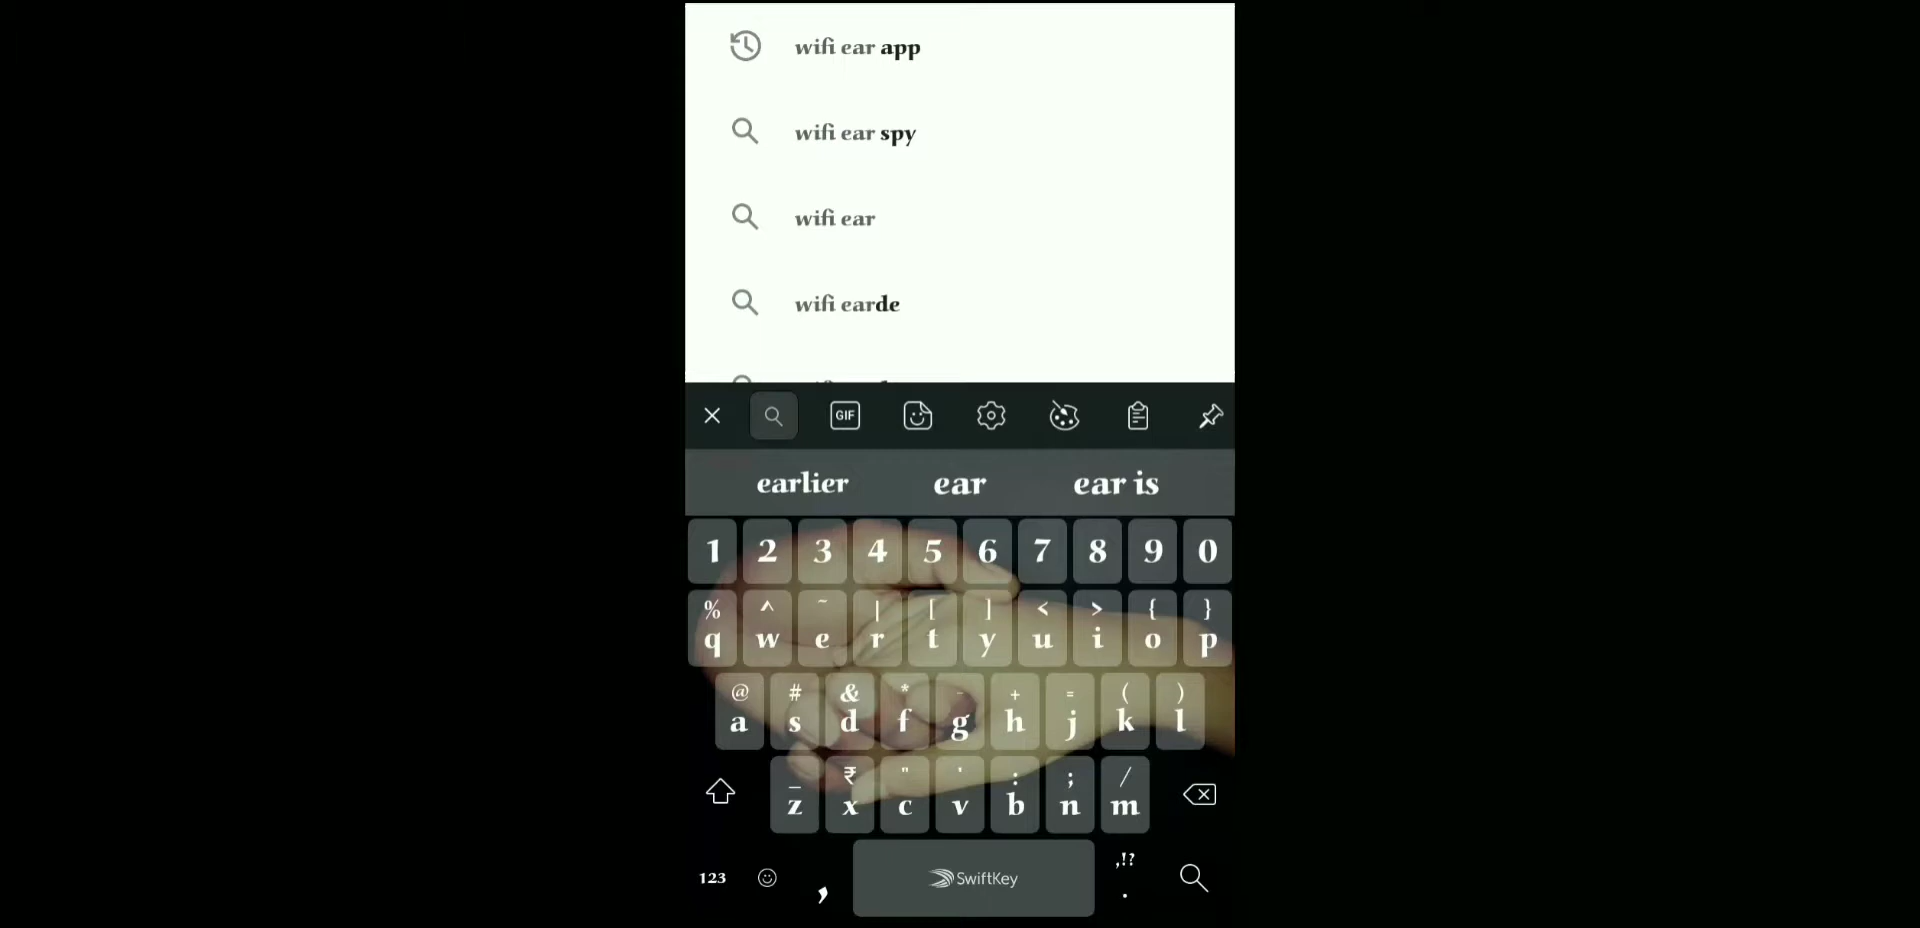 wifi ear app
wifi ear spy
wifi ear
wifi earde
GIF
earlier ear ear is
1 2 3 4 5 6 7 8 9 0
% ^ ~ | [ ] < > { }
q w e r t y u i o p
@ # & * - + = ( )
a s d f g h j k l
_ ₹ " ' : ; /
z x c v b n m
,!?
123 , SwiftKey .